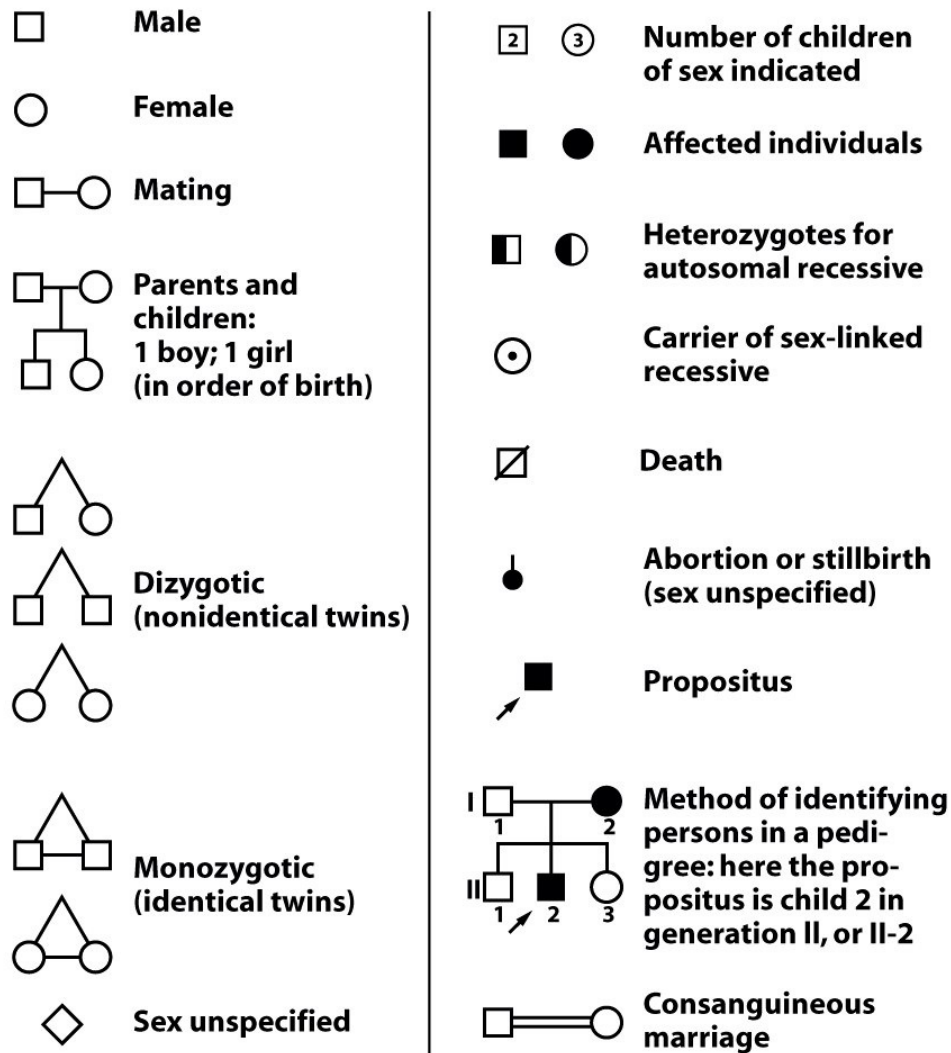 Male
Female
Mating
Parents and
children:
1 boy; 1 girl
(in order of birth)
Dizygotic
(nonidentical twins)
Monozygotic
(identical twins)
Sex unspecified
2 3
Number of children
of sex indicated
Affected individuals
Heterozygotes for
autosomal recessive
Carrier of sex-linked
recessive
Death
Abortion or stillbirth
(sex unspecified)
Propositus
I
1 2
II
1 2 3
Method of identifying
persons in a pedi-
gree: here the pro-
positus is child 2 in
generation II, or II-2
Consanguineous
marriage